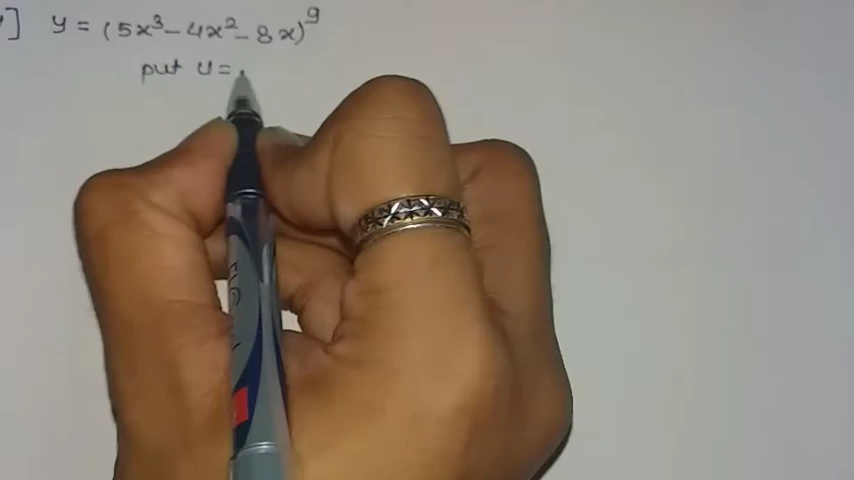 y = (5x³ - 4x² - 8x)⁹
put u =